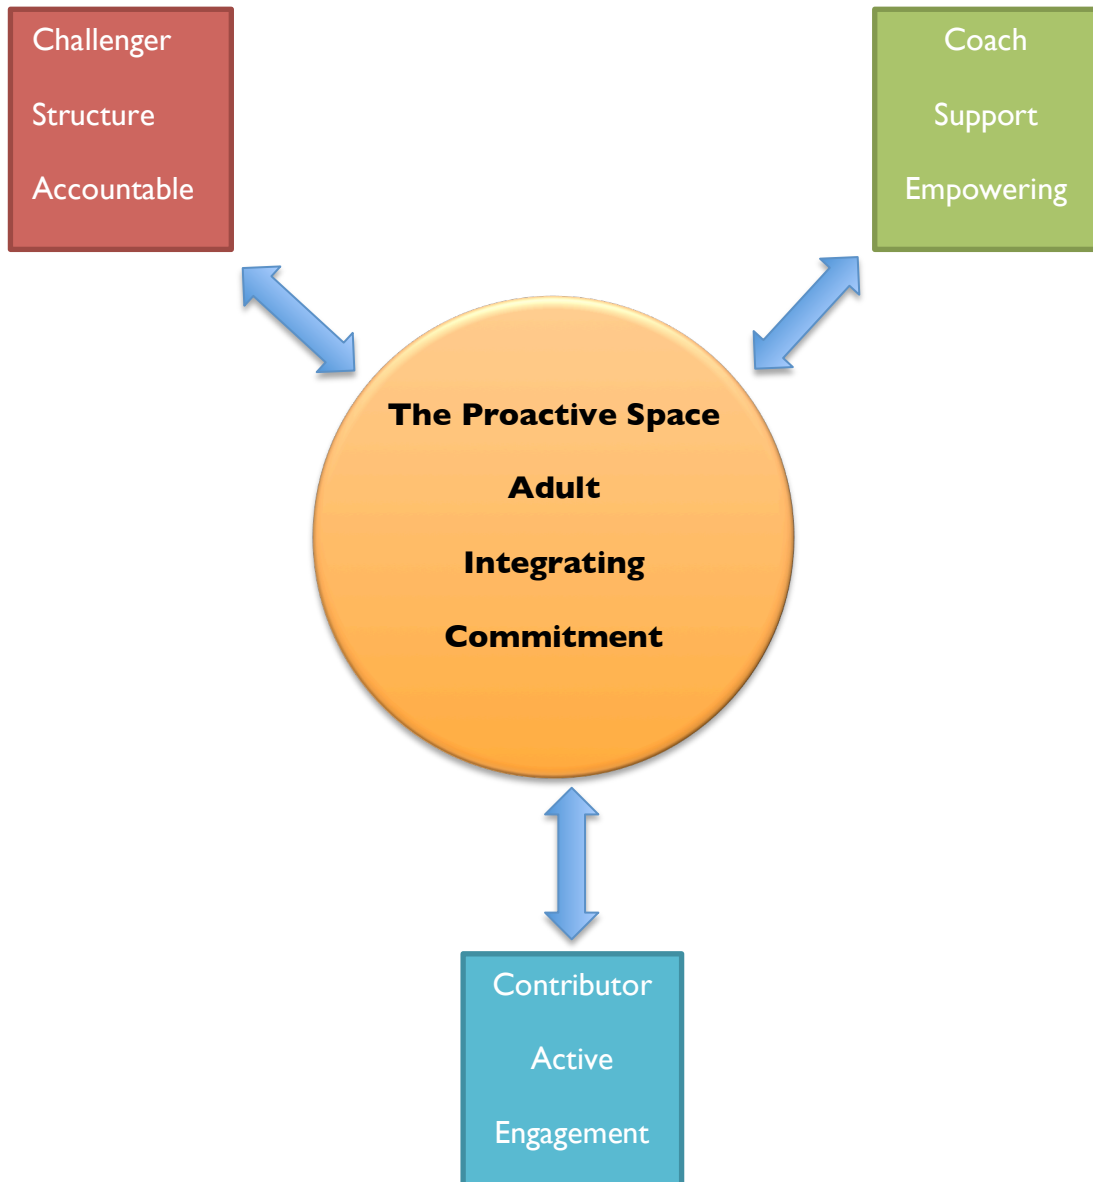 Challenger
Structure
Accountable
Coach
Support
Empowering
The Proactive Space
Adult
Integrating
Commitment
Contributor
Active
Engagement